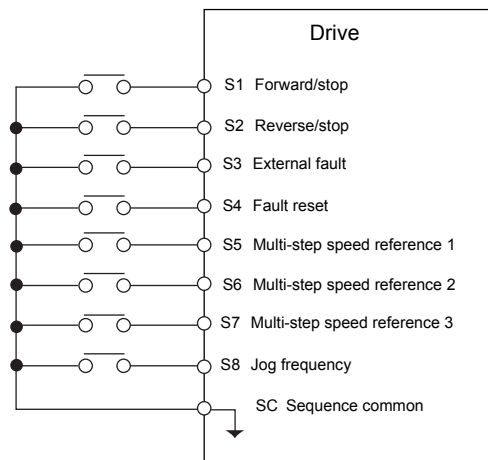 Drive
S1 Forward/stop
S2 Reverse/stop
S3 External fault
S4 Fault reset
S5 Multi-step speed reference 1
S6 Multi-step speed reference 2
S7 Multi-step speed reference 3
S8 Jog frequency
SC Sequence common